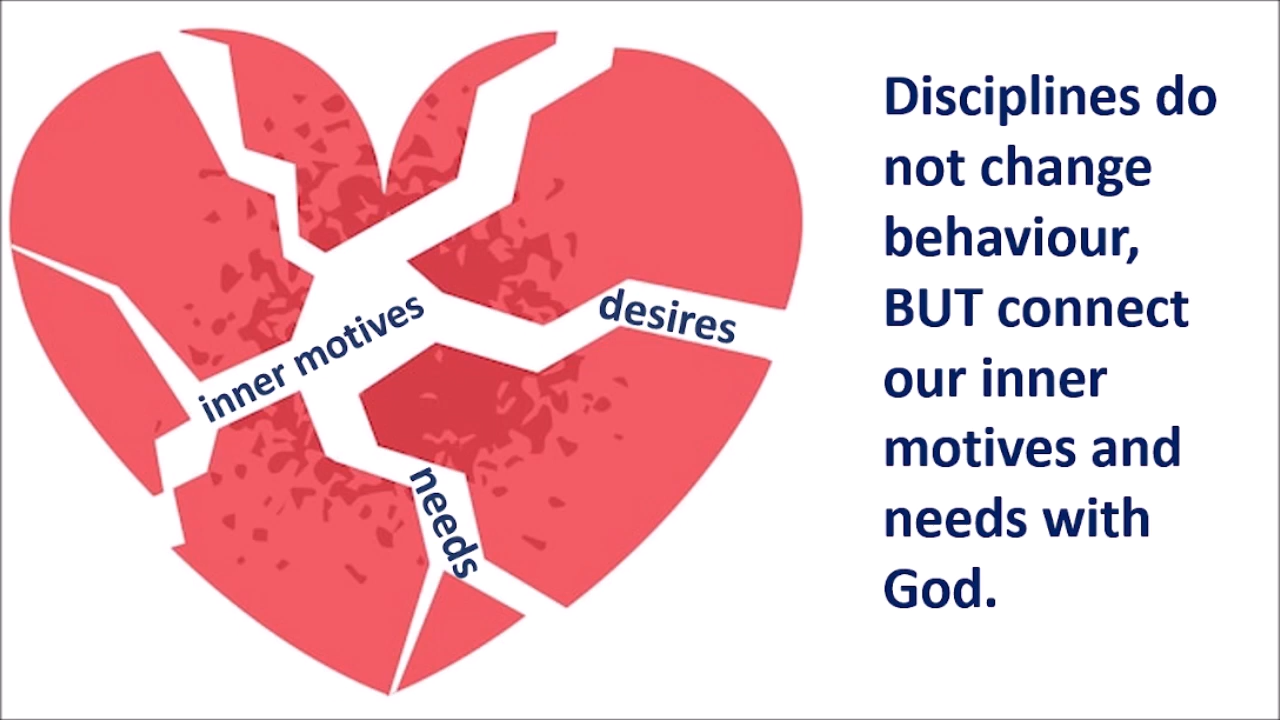 inner motives
desires
needs
Disciplines do
not change
behaviour,
BUT connect
our inner
motives and
needs with
God.